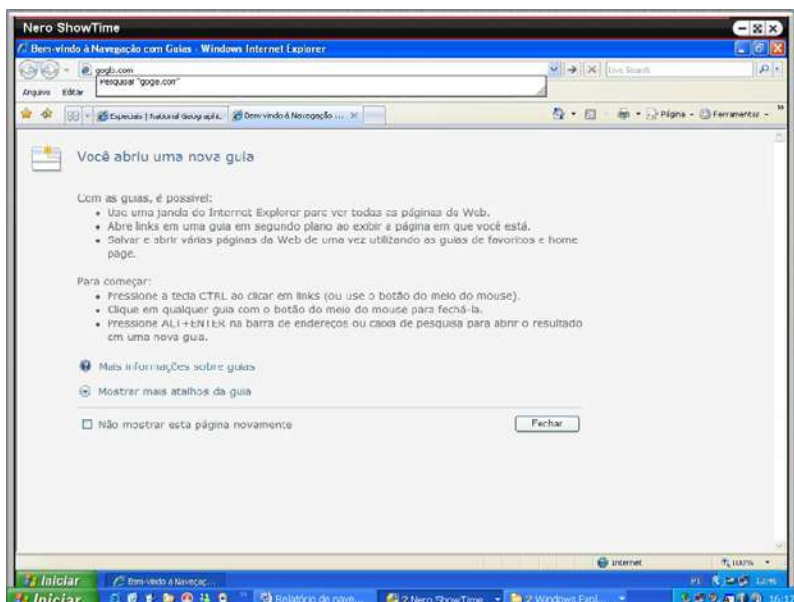 Nero ShowTime
Bem-vindo à Navegação com Guias - Windows Internet Explorer
Live Search
Pesquisar "goge.com"
Arquivo Editar
Especiais | National Geographic Bem-vindo à Navegação ... Página Ferramentas
Você abriu uma nova guia
Com as guias, é possível:
• Use uma janela do Internet Explorer para ver todas as páginas da Web.
• Abre links em uma guia em segundo plano ao exibir a página em que você está.
• Salvar e abrir várias páginas da Web de uma vez utilizando as guias de favoritos e home
page.
Para começar:
• Pressione a tecla CTRL ao clicar em links (ou use o botão do meio do mouse).
• Clique em qualquer guia com o botão do meio do mouse para fechá-la.
• Pressione ALT+ENTER na barra de endereços ou caixa de pesquisa para abrir o resultado
em uma nova guia.
Mais informações sobre guias
Mostrar mais atalhos da guia
Não mostrar esta página novamente Fechar
Internet 100%
Iniciar Bem-vindo à Navegaç... PT
Iniciar Relatório de nave... 2 Nero ShowTime 2 Windows Expl... 16:17